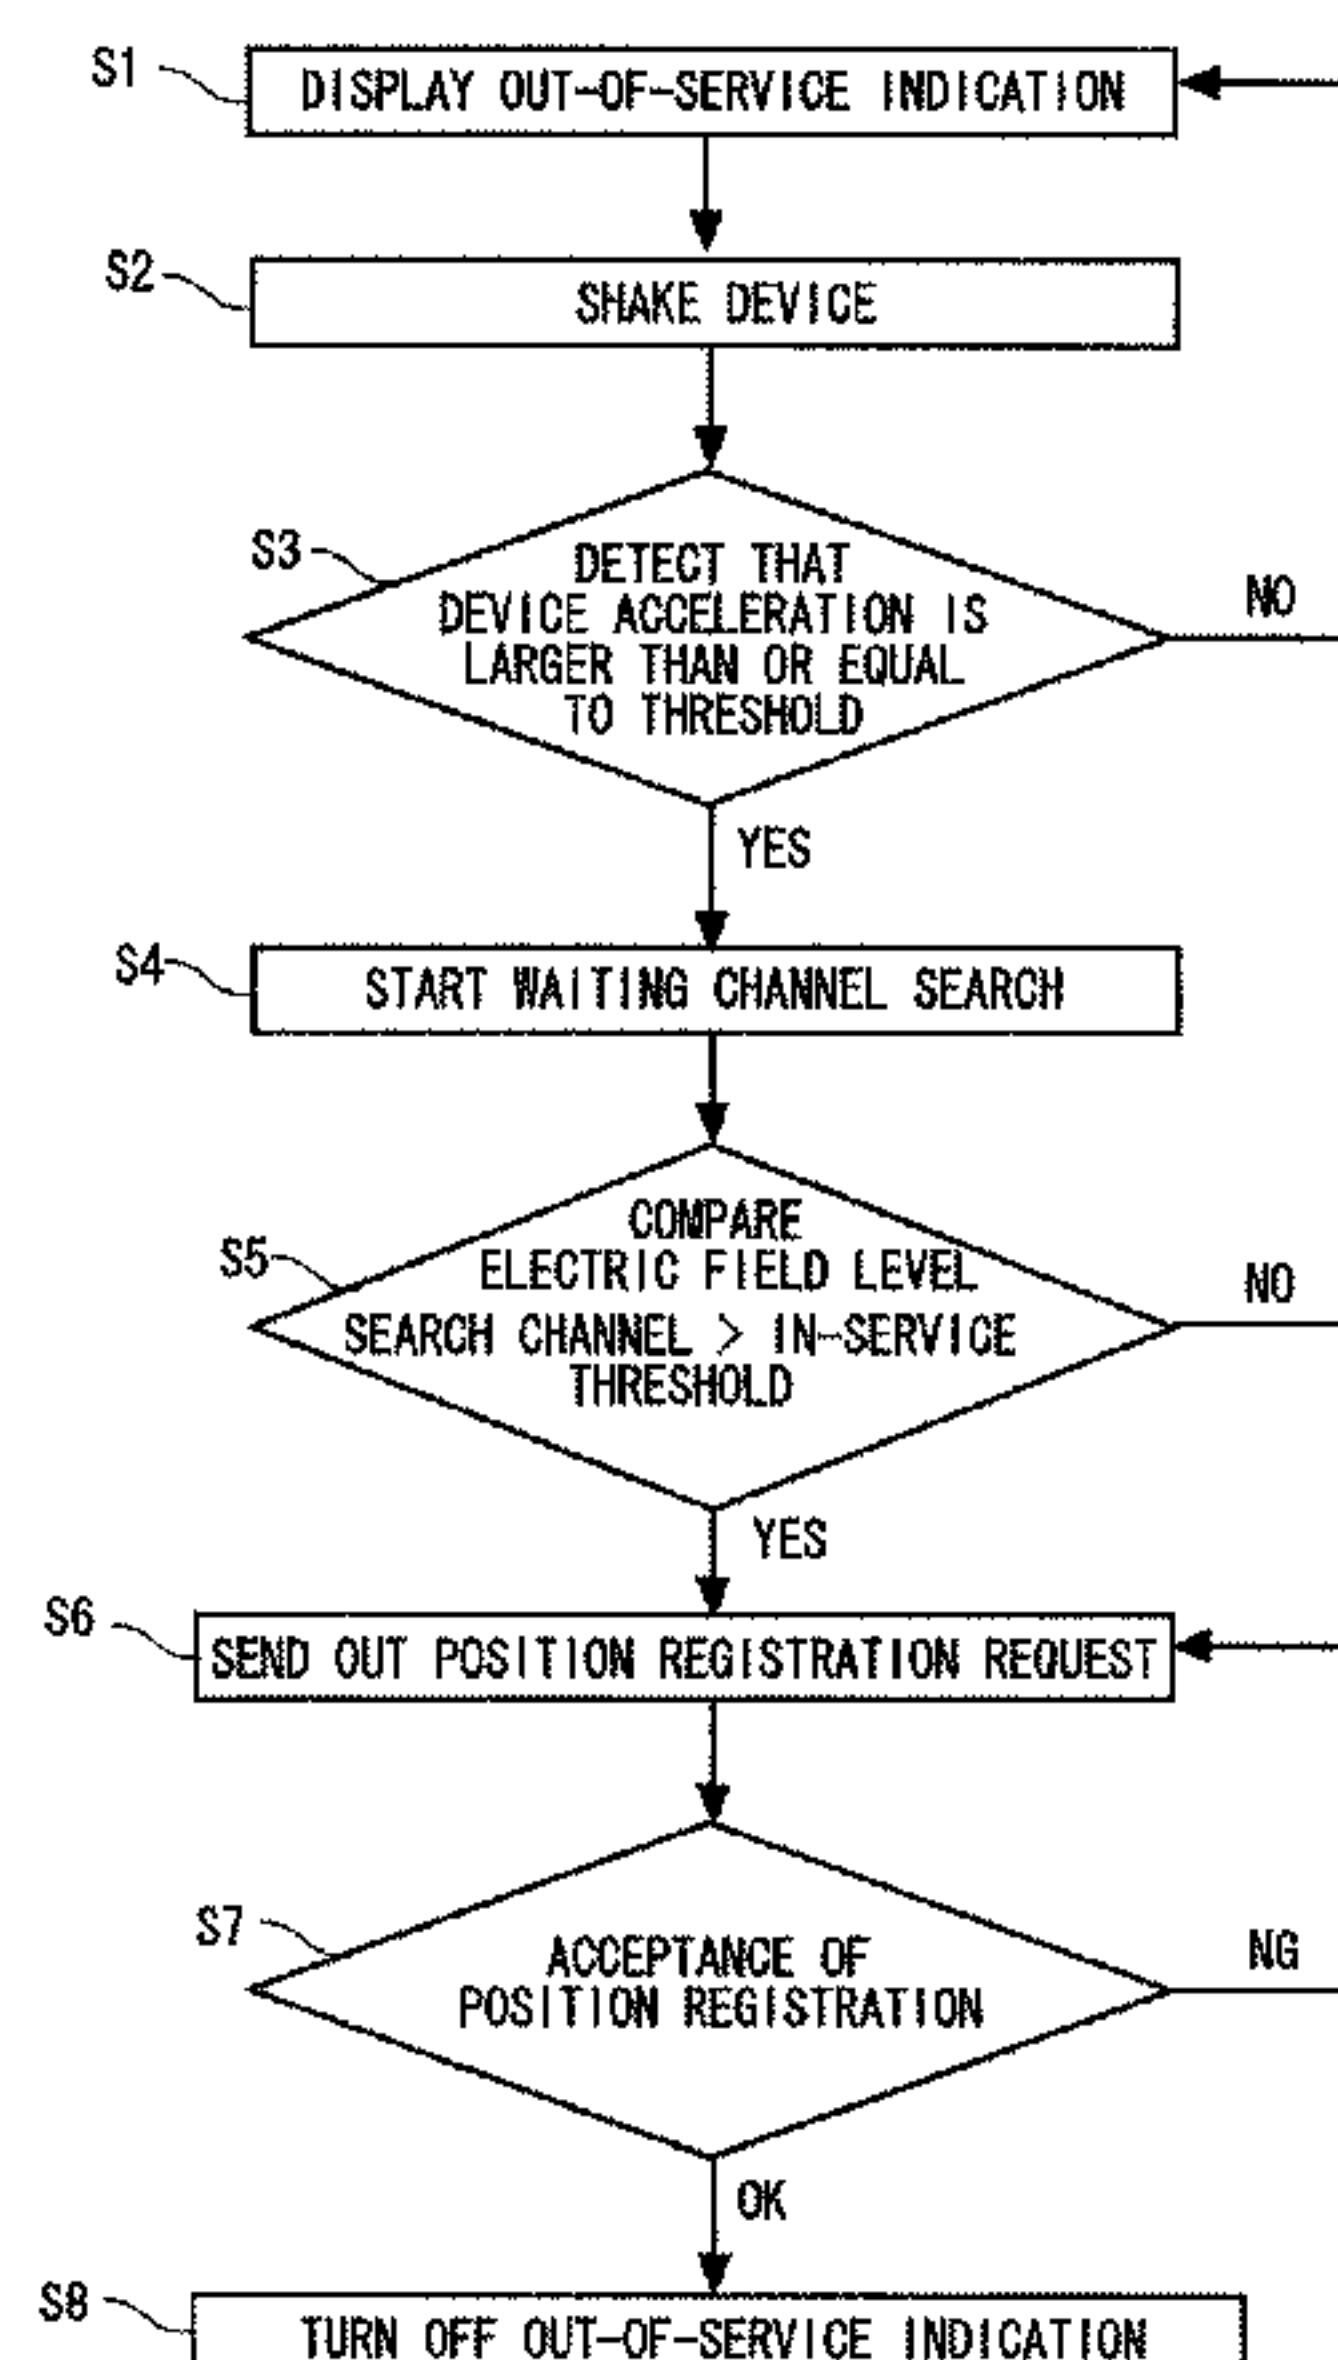 S1
DISPLAY OUT-OF-SERVICE INDICATION
S2
SHAKE DEVICE
S3
DETECT THAT
DEVICE ACCELERATION IS
LARGER THAN OR EQUAL
TO THRESHOLD
NO
YES
S4
START WAITING CHANNEL SEARCH
S5
COMPARE
ELECTRIC FIELD LEVEL
SEARCH CHANNEL > IN-SERVICE
THRESHOLD
NO
YES
S6
SEND OUT POSITION REGISTRATION REQUEST
S7
ACCEPTANCE OF
POSITION REGISTRATION
NG
OK
S8
TURN OFF OUT-OF-SERVICE INDICATION